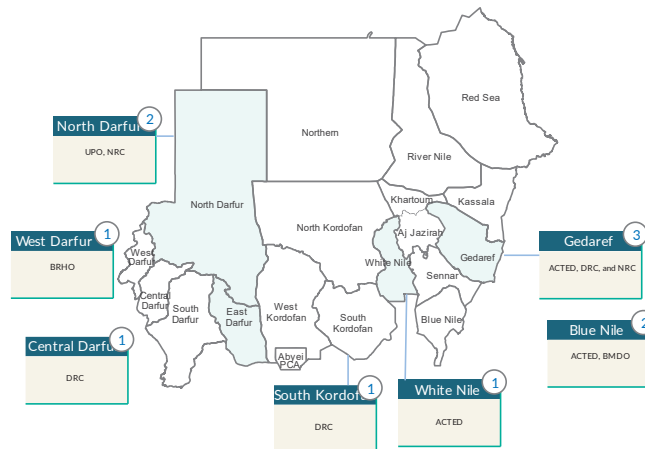 Red Sea
Northern
River Nile
North Darfur
2
UPO, NRC
North Darfur
Khartoum
Kassala
North Kordofan
Aj Jazirah
West Darfur
1
BRHO
West
Darfur
White Nile
Gedaref
Gedaref
3
ACTED, DRC, and NRC
Sennar
Central
Darfur
South
Darfur
East
Darfur
West
Kordofan
South
Kordofan
Blue Nile
Blue Nile
2
ACTED, BMDO
Central Darfur
1
DRC
Abyei
PCA
South Kordofa
1
DRC
White Nile
1
ACTED